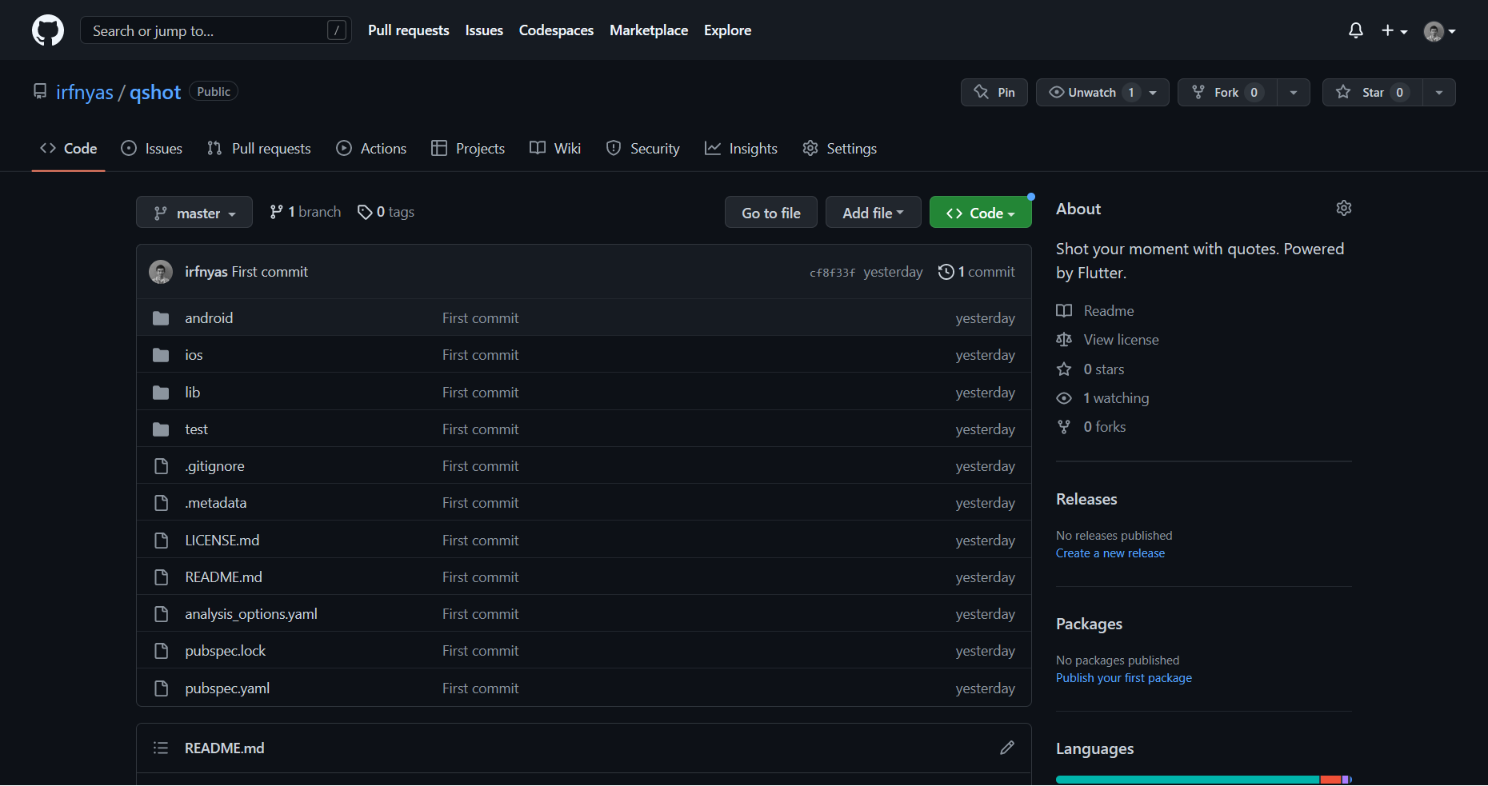 Search or jump to... / Pull requests Issues Codespaces Marketplace Explore
irfnyas / qshot Public Pin Unwatch 1 Fork 0 Star 0
Code Issues Pull requests Actions Projects Wiki Security Insights Settings
master 1 branch 0 tags Go to file Add file Code
irfnyas First commit cf8f33f yesterday 1 commit
android First commit yesterday
ios First commit yesterday
lib First commit yesterday
test First commit yesterday
.gitignore First commit yesterday
.metadata First commit yesterday
LICENSE.md First commit yesterday
README.md First commit yesterday
analysis_options.yaml First commit yesterday
pubspec.lock First commit yesterday
pubspec.yaml First commit yesterday
README.md
About
Shot your moment with quotes. Powered
by Flutter.
Readme
View license
0 stars
1 watching
0 forks
Releases
No releases published
Create a new release
Packages
No packages published
Publish your first package
Languages